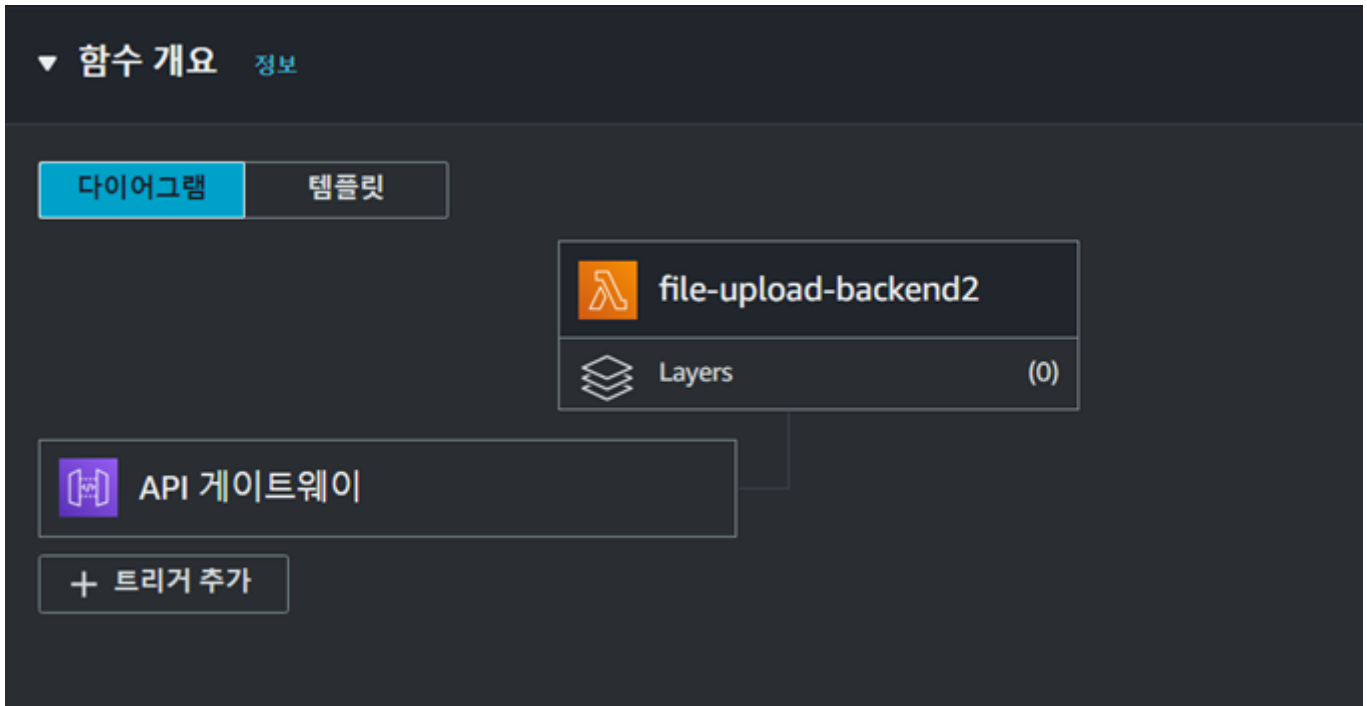 ▼ 함수 개요 정보
다이어그램 템플릿
file-upload-backend2
Layers (0)
API 게이트웨이
+ 트리거 추가